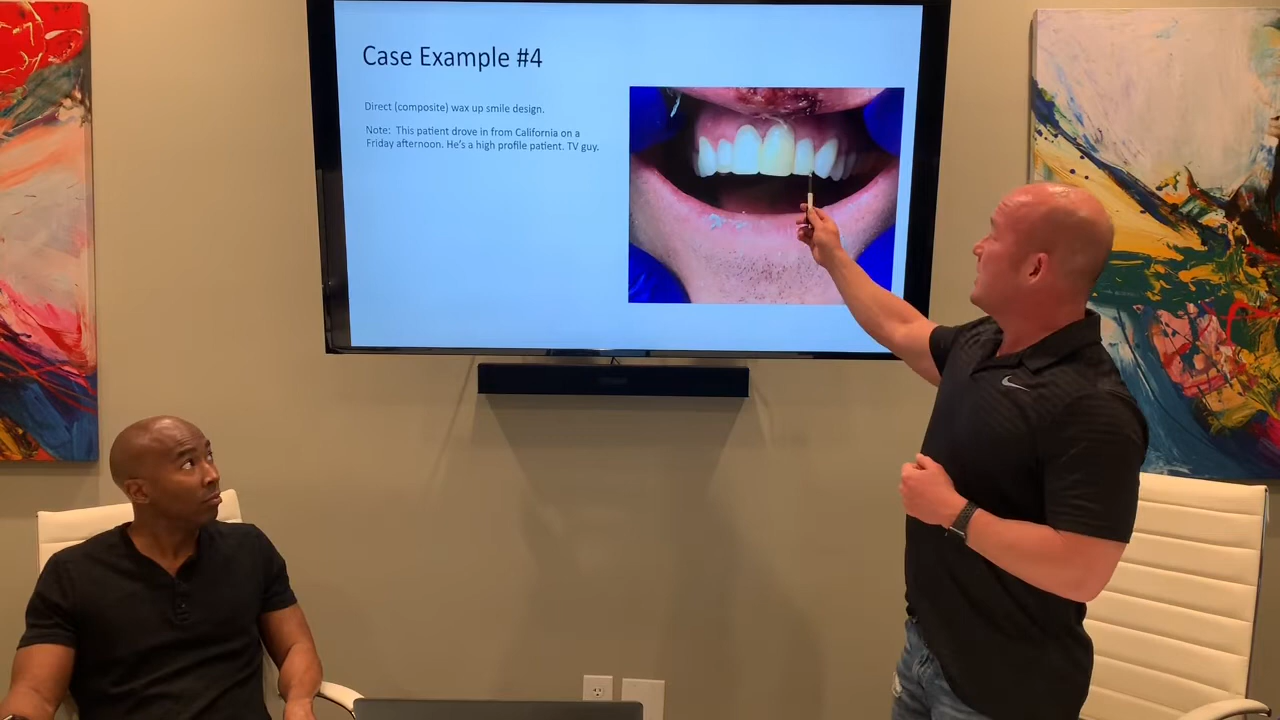 Case Example #4
Direct (composite) wax up smile design.
Note: This patient drove in from California on a
Friday afternoon. He's a high profile patient. TV guy.